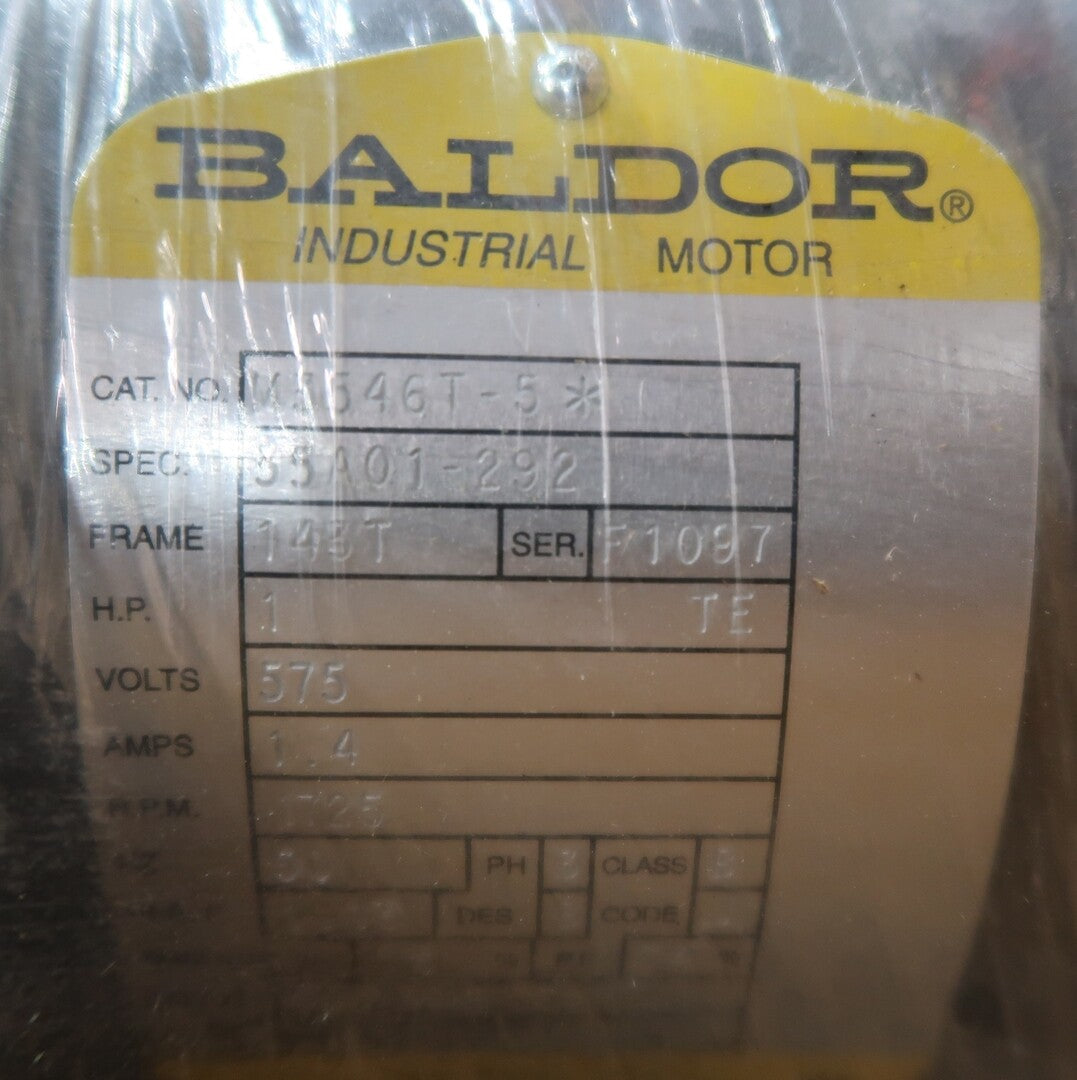 BALDOR®
INDUSTRIAL MOTOR
CAT. NO. M3546T-5*
SPEC. 35A01-292
FRAME 143T SER. F1097
H.P. 1 TE
VOLTS 575
AMPS 1.4
R.P.M. 1725
HZ 60 PH 3 CLASS B
DES CODE